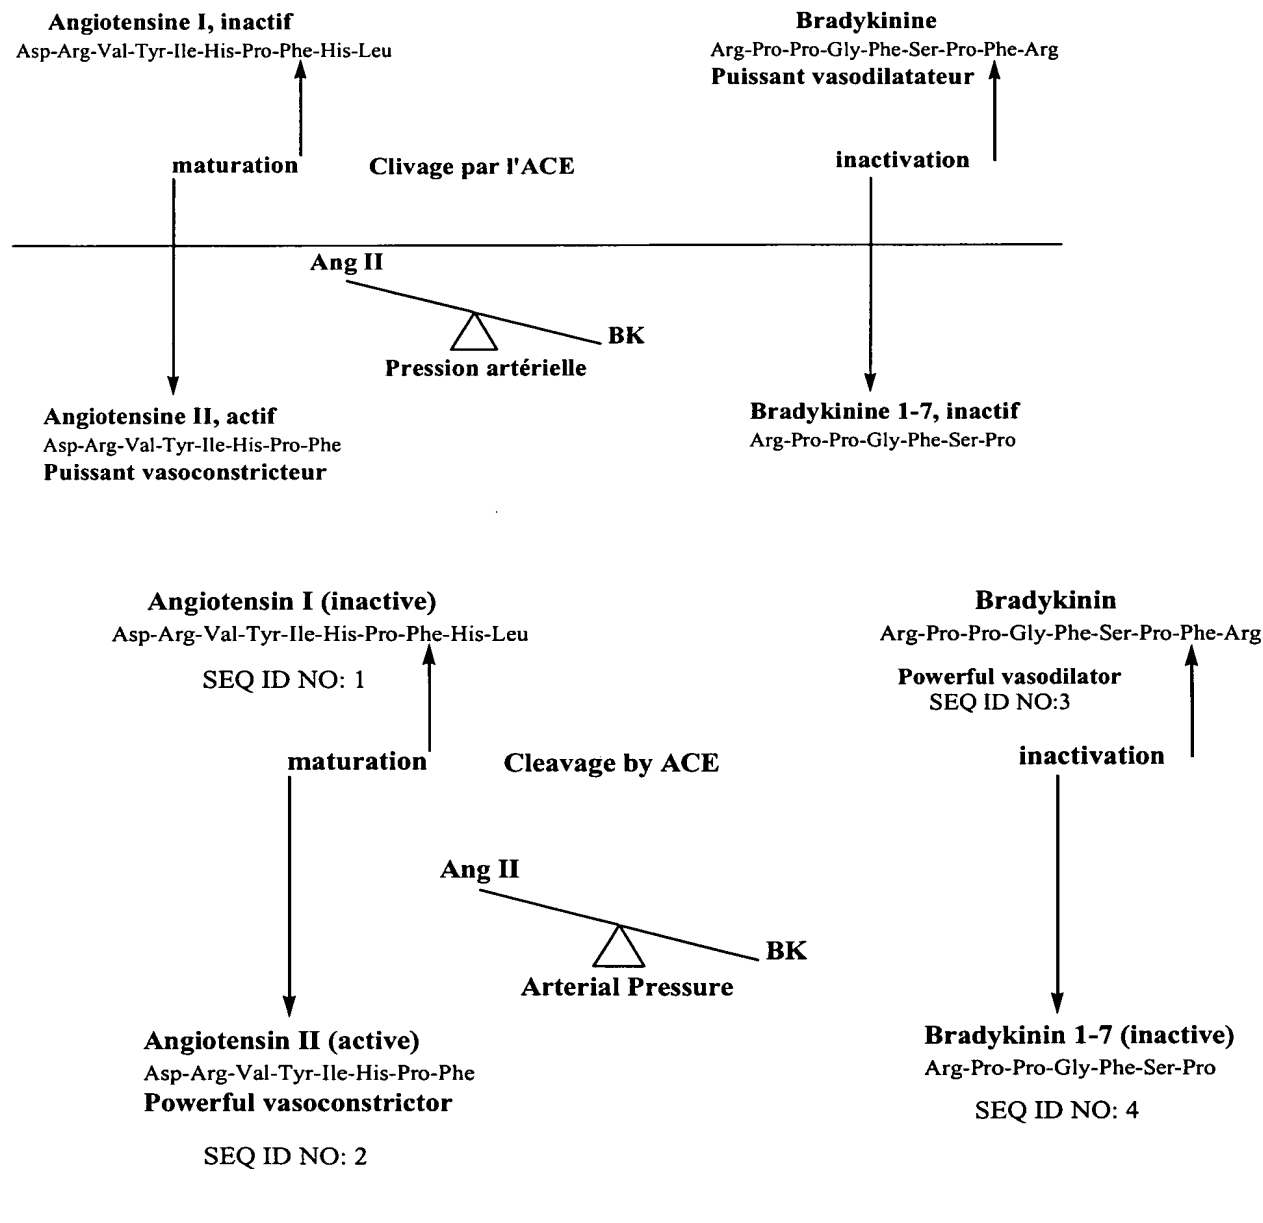 Angiotensine I, inactif
Asp-Arg-Val-Tyr-Ile-His-Pro-Phe-His-Leu
Bradykinine
Arg-Pro-Pro-Gly-Phe-Ser-Pro-Phe-Arg
Puissant vasodilatateur
maturation
Clivage par l'ACE
inactivation
Ang II
BK
Pression artérielle
Angiotensine II, actif
Asp-Arg-Val-Tyr-Ile-His-Pro-Phe
Puissant vasoconstricteur
Bradykinine 1-7, inactif
Arg-Pro-Pro-Gly-Phe-Ser-Pro
Angiotensin I (inactive)
Asp-Arg-Val-Tyr-Ile-His-Pro-Phe-His-Leu
SEQ ID NO: 1
Bradykinin
Arg-Pro-Pro-Gly-Phe-Ser-Pro-Phe-Arg
Powerful vasodilator
SEQ ID NO:3
maturation
Cleavage by ACE
inactivation
Ang II
BK
Arterial Pressure
Angiotensin II (active)
Asp-Arg-Val-Tyr-Ile-His-Pro-Phe
Powerful vasoconstrictor
SEQ ID NO: 2
Bradykinin 1-7 (inactive)
Arg-Pro-Pro-Gly-Phe-Ser-Pro
SEQ ID NO: 4